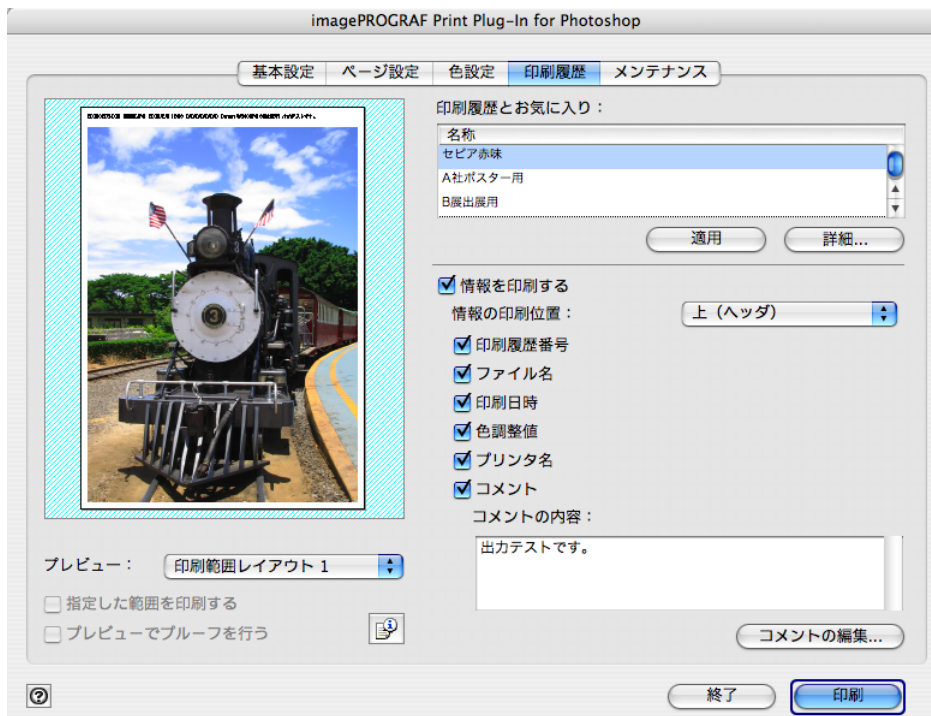 imagePROGRAF Print Plug-In for Photoshop
基本設定 ページ設定 色設定 印刷履歴 メンテナンス
印刷履歴とお気に入り：
名称
セピア赤味
A社ポスター用
B展出展用
適用 詳細...
情報を印刷する
情報の印刷位置： 上（ヘッダ）
印刷履歴番号
ファイル名
印刷日時
色調整値
プリンタ名
コメント
コメントの内容：
出力テストです。
コメントの編集...
3
プレビュー： 印刷範囲レイアウト 1
指定した範囲を印刷する
プレビューでプルーフを行う
?
終了 印刷